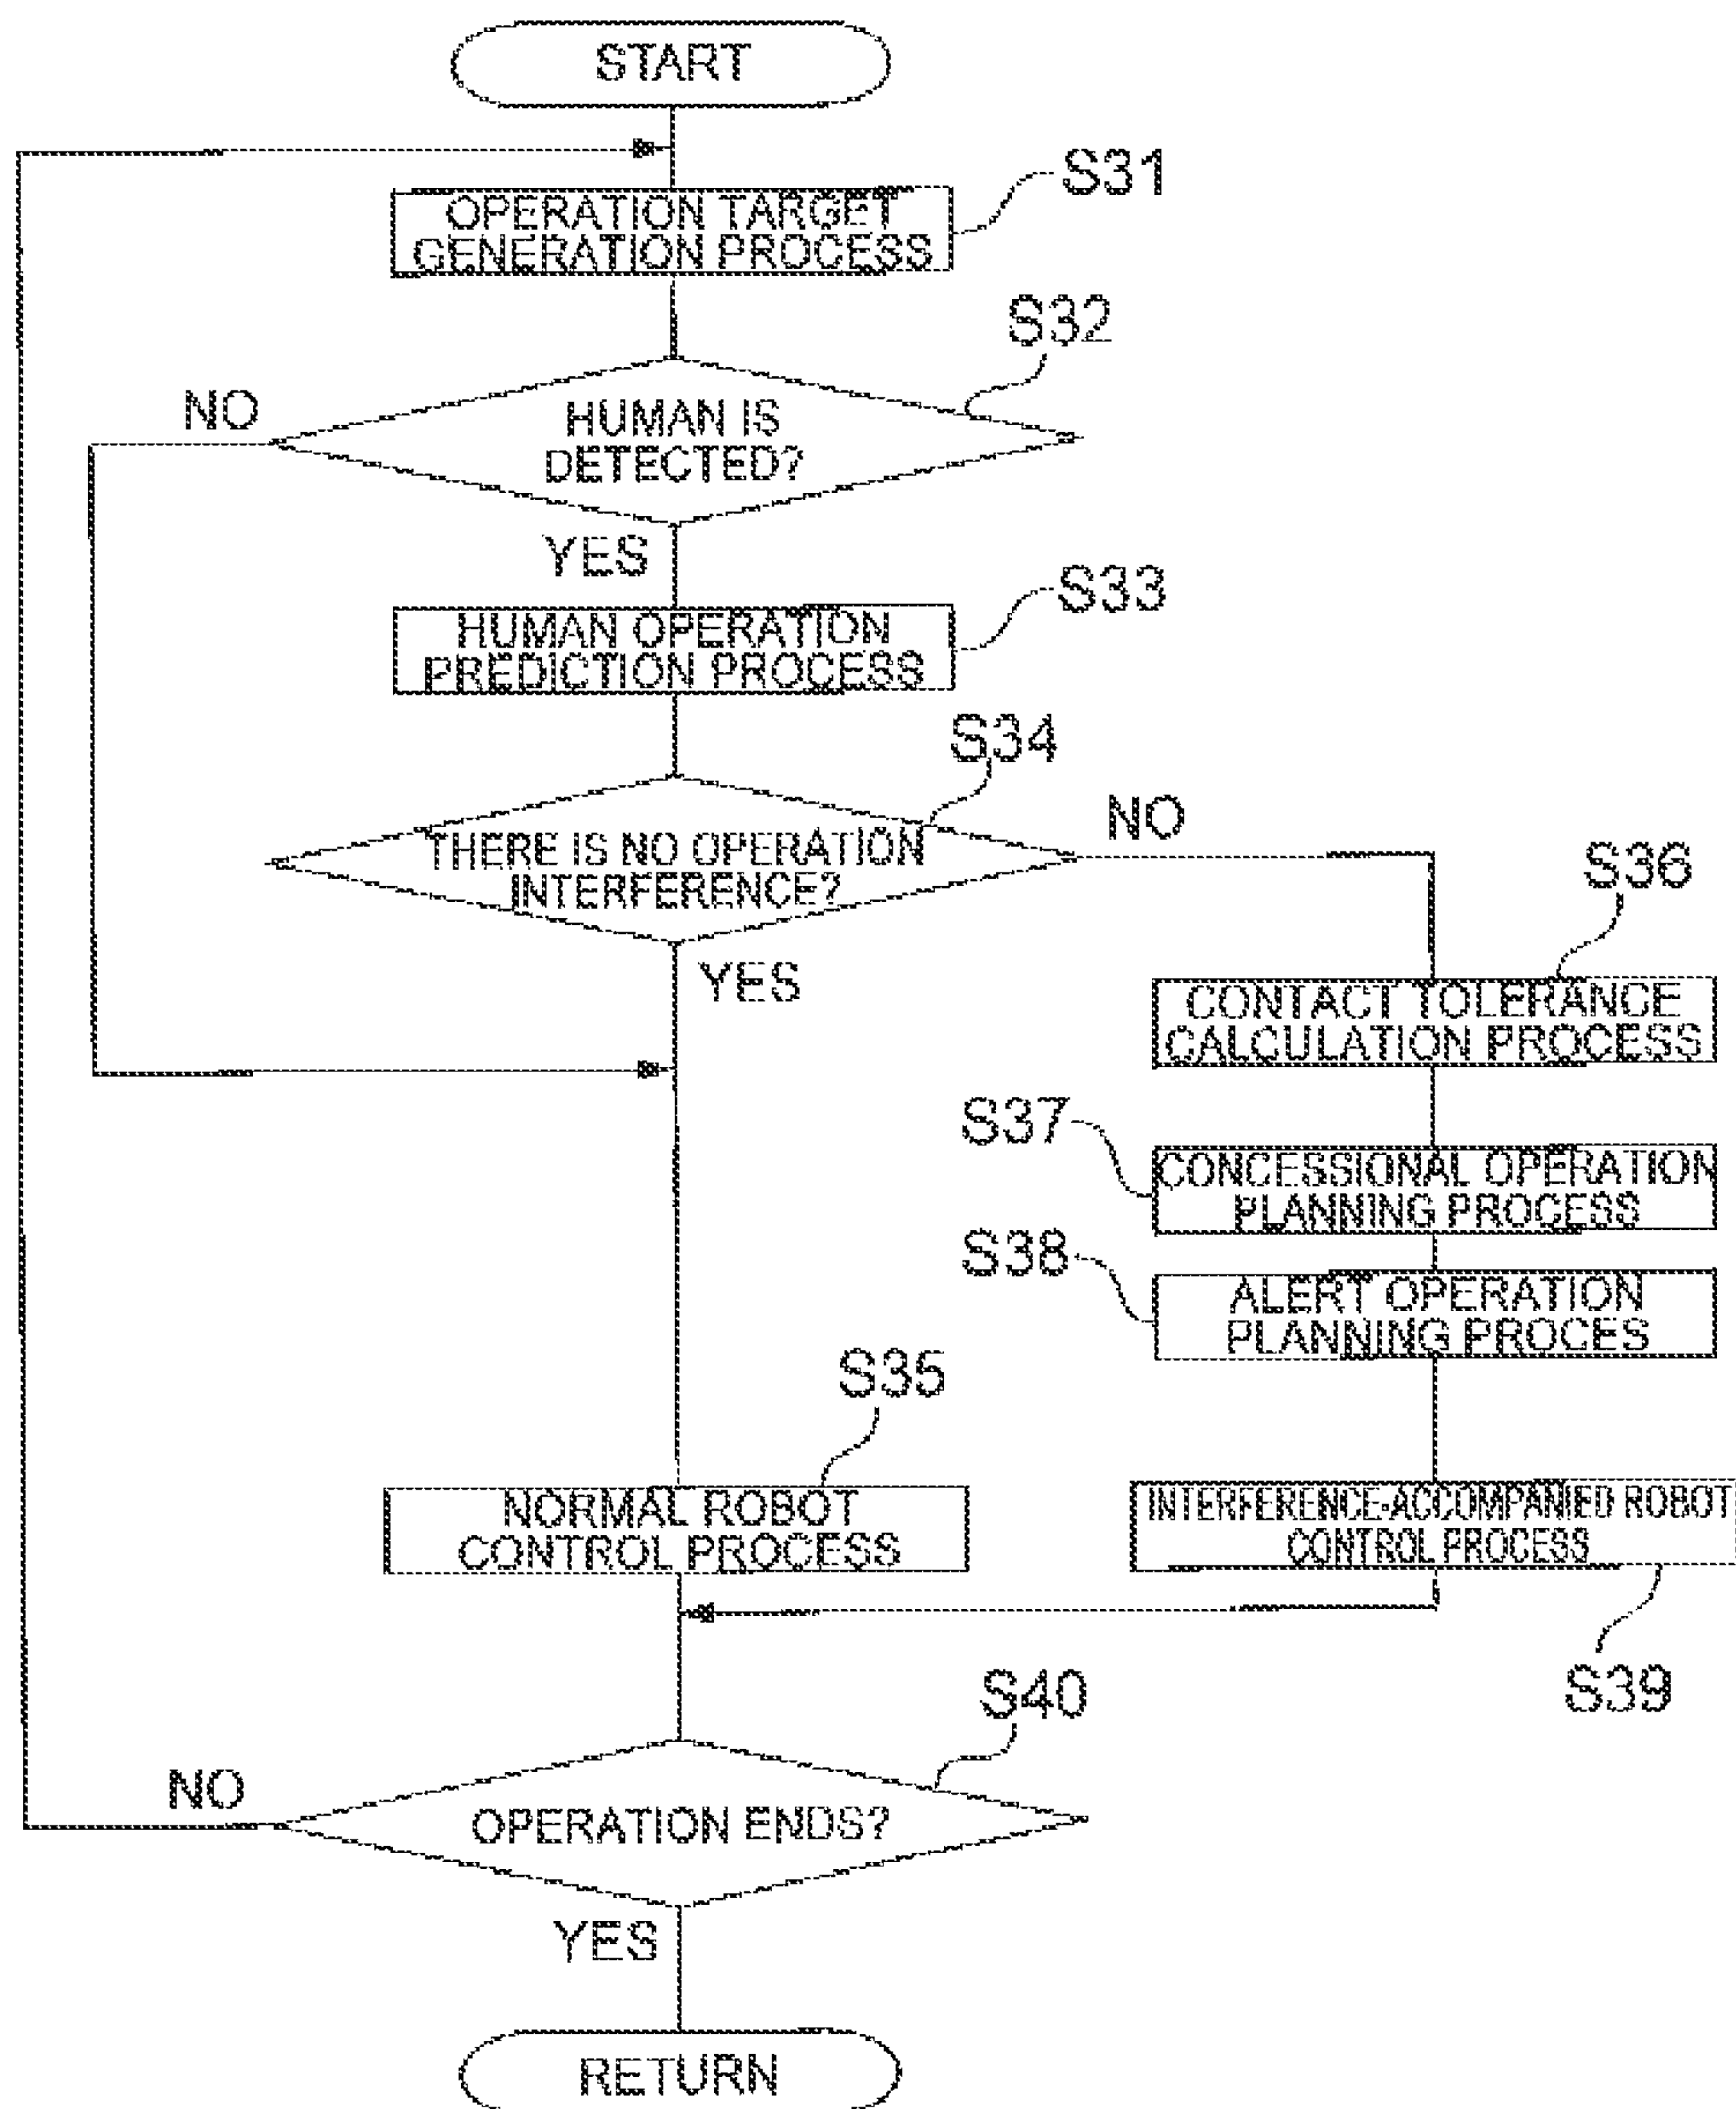 START
S31
OPERATION TARGET
GENERATION PROCESS
S32
NO
HUMAN IS
DETECTED?
YES
S33
HUMAN OPERATION
PREDICTION PROCESS
S34
NO
THERE IS NO OPERATION
INTERFERENCE?
S36
YES
CONTACT TOLERANCE
CALCULATION PROCESS
S37
CONCESSIONAL OPERATION
PLANNING PROCESS
S38
ALERT OPERATION
PLANNING PROCES
S35
NORMAL ROBOT
CONTROL PROCESS
INTERFERENCE-ACCOMPANIED ROBOT
CONTROL PROCESS
S39
S40
NO
OPERATION ENDS?
YES
RETURN